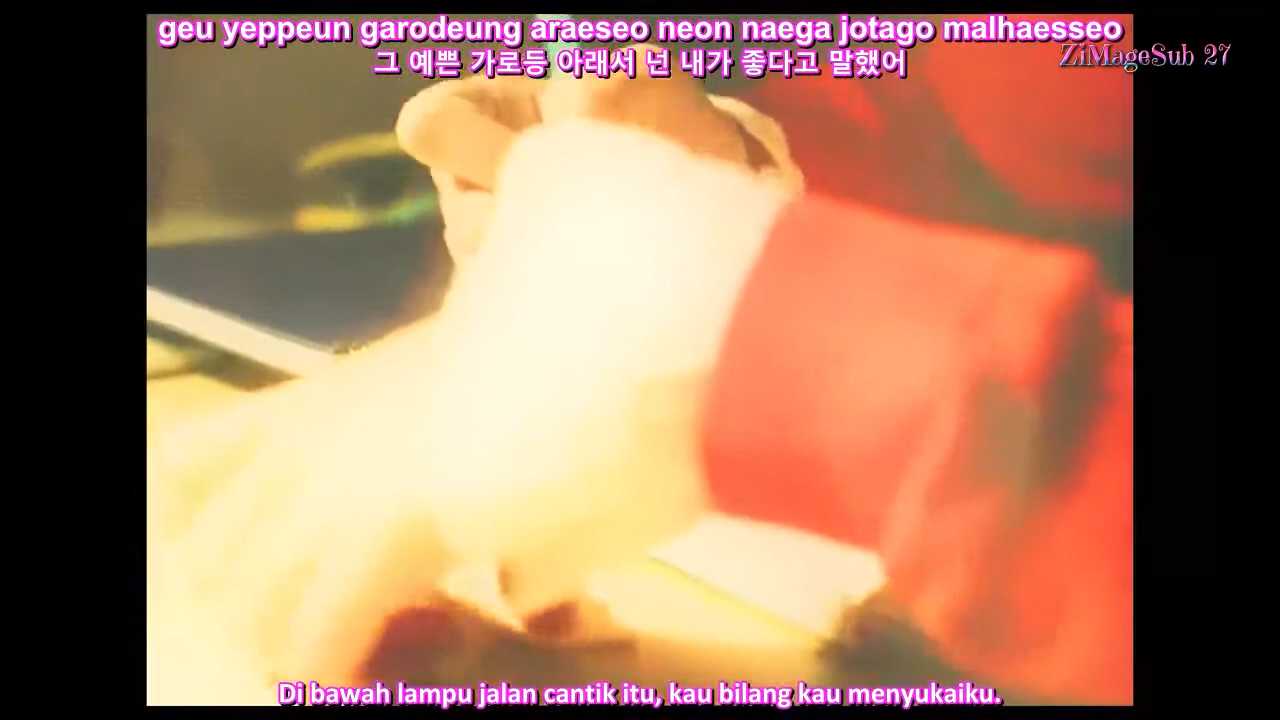 geu yeppeun garodeung araeseo neon naega jotago malhaesseo
그 예쁜 가로등 아래서 넌 내가 좋다고 말했어
ZiMageSub 27
Di bawah lampu jalan cantik itu, kau bilang kau menyukaiku.